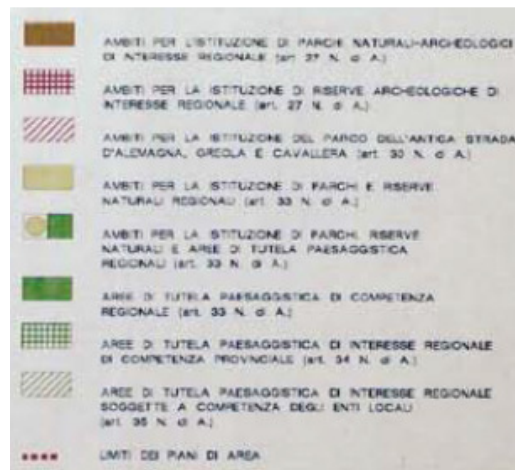 AMBITI PER L'ISTITUZIONE DI PARCHI NATURALI-ARCHEOLOGICI
DI INTERESSE REGIONALE (art 27 N. di A.)
AMBITI PER LA ISTITUZIONE DI RISERVE ARCHEOLOGICHE DI
INTERESSE REGIONALE (art. 27 N. di A.)
AMBITI PER LA ISTITUZIONE DEL PARCO DELL'ANTICA STRADA
D'ALEMAGNA, GREOLA E CAVALLERA (art. 30 N. di A.)
AMBITI PER LA ISTITUZIONE DI PARCHI E RISERVE
NATURALI REGIONALI (art. 33 N. di A.)
AMBITI PER LA ISTITUZIONE DI PARCHI, RISERVE
NATURALI E AREE DI TUTELA PAESAGGISTICA
REGIONALI (art. 33 N. di A.)
AREE DI TUTELA PAESAGGISTICA DI COMPETENZA
REGIONALE (art. 33 N. di A.)
AREE DI TUTELA PAESAGGISTICA DI INTERESSE REGIONALE
DI COMPETENZA PROVINCIALE (art. 34 N. di A.)
AREE DI TUTELA PAESAGGISTICA DI INTERESSE REGIONALE
SOGGETTE A COMPETENZA DEGLI ENTI LOCALI
(art. 35 N. di A.)
LIMITI DEI PIANI DI AREA